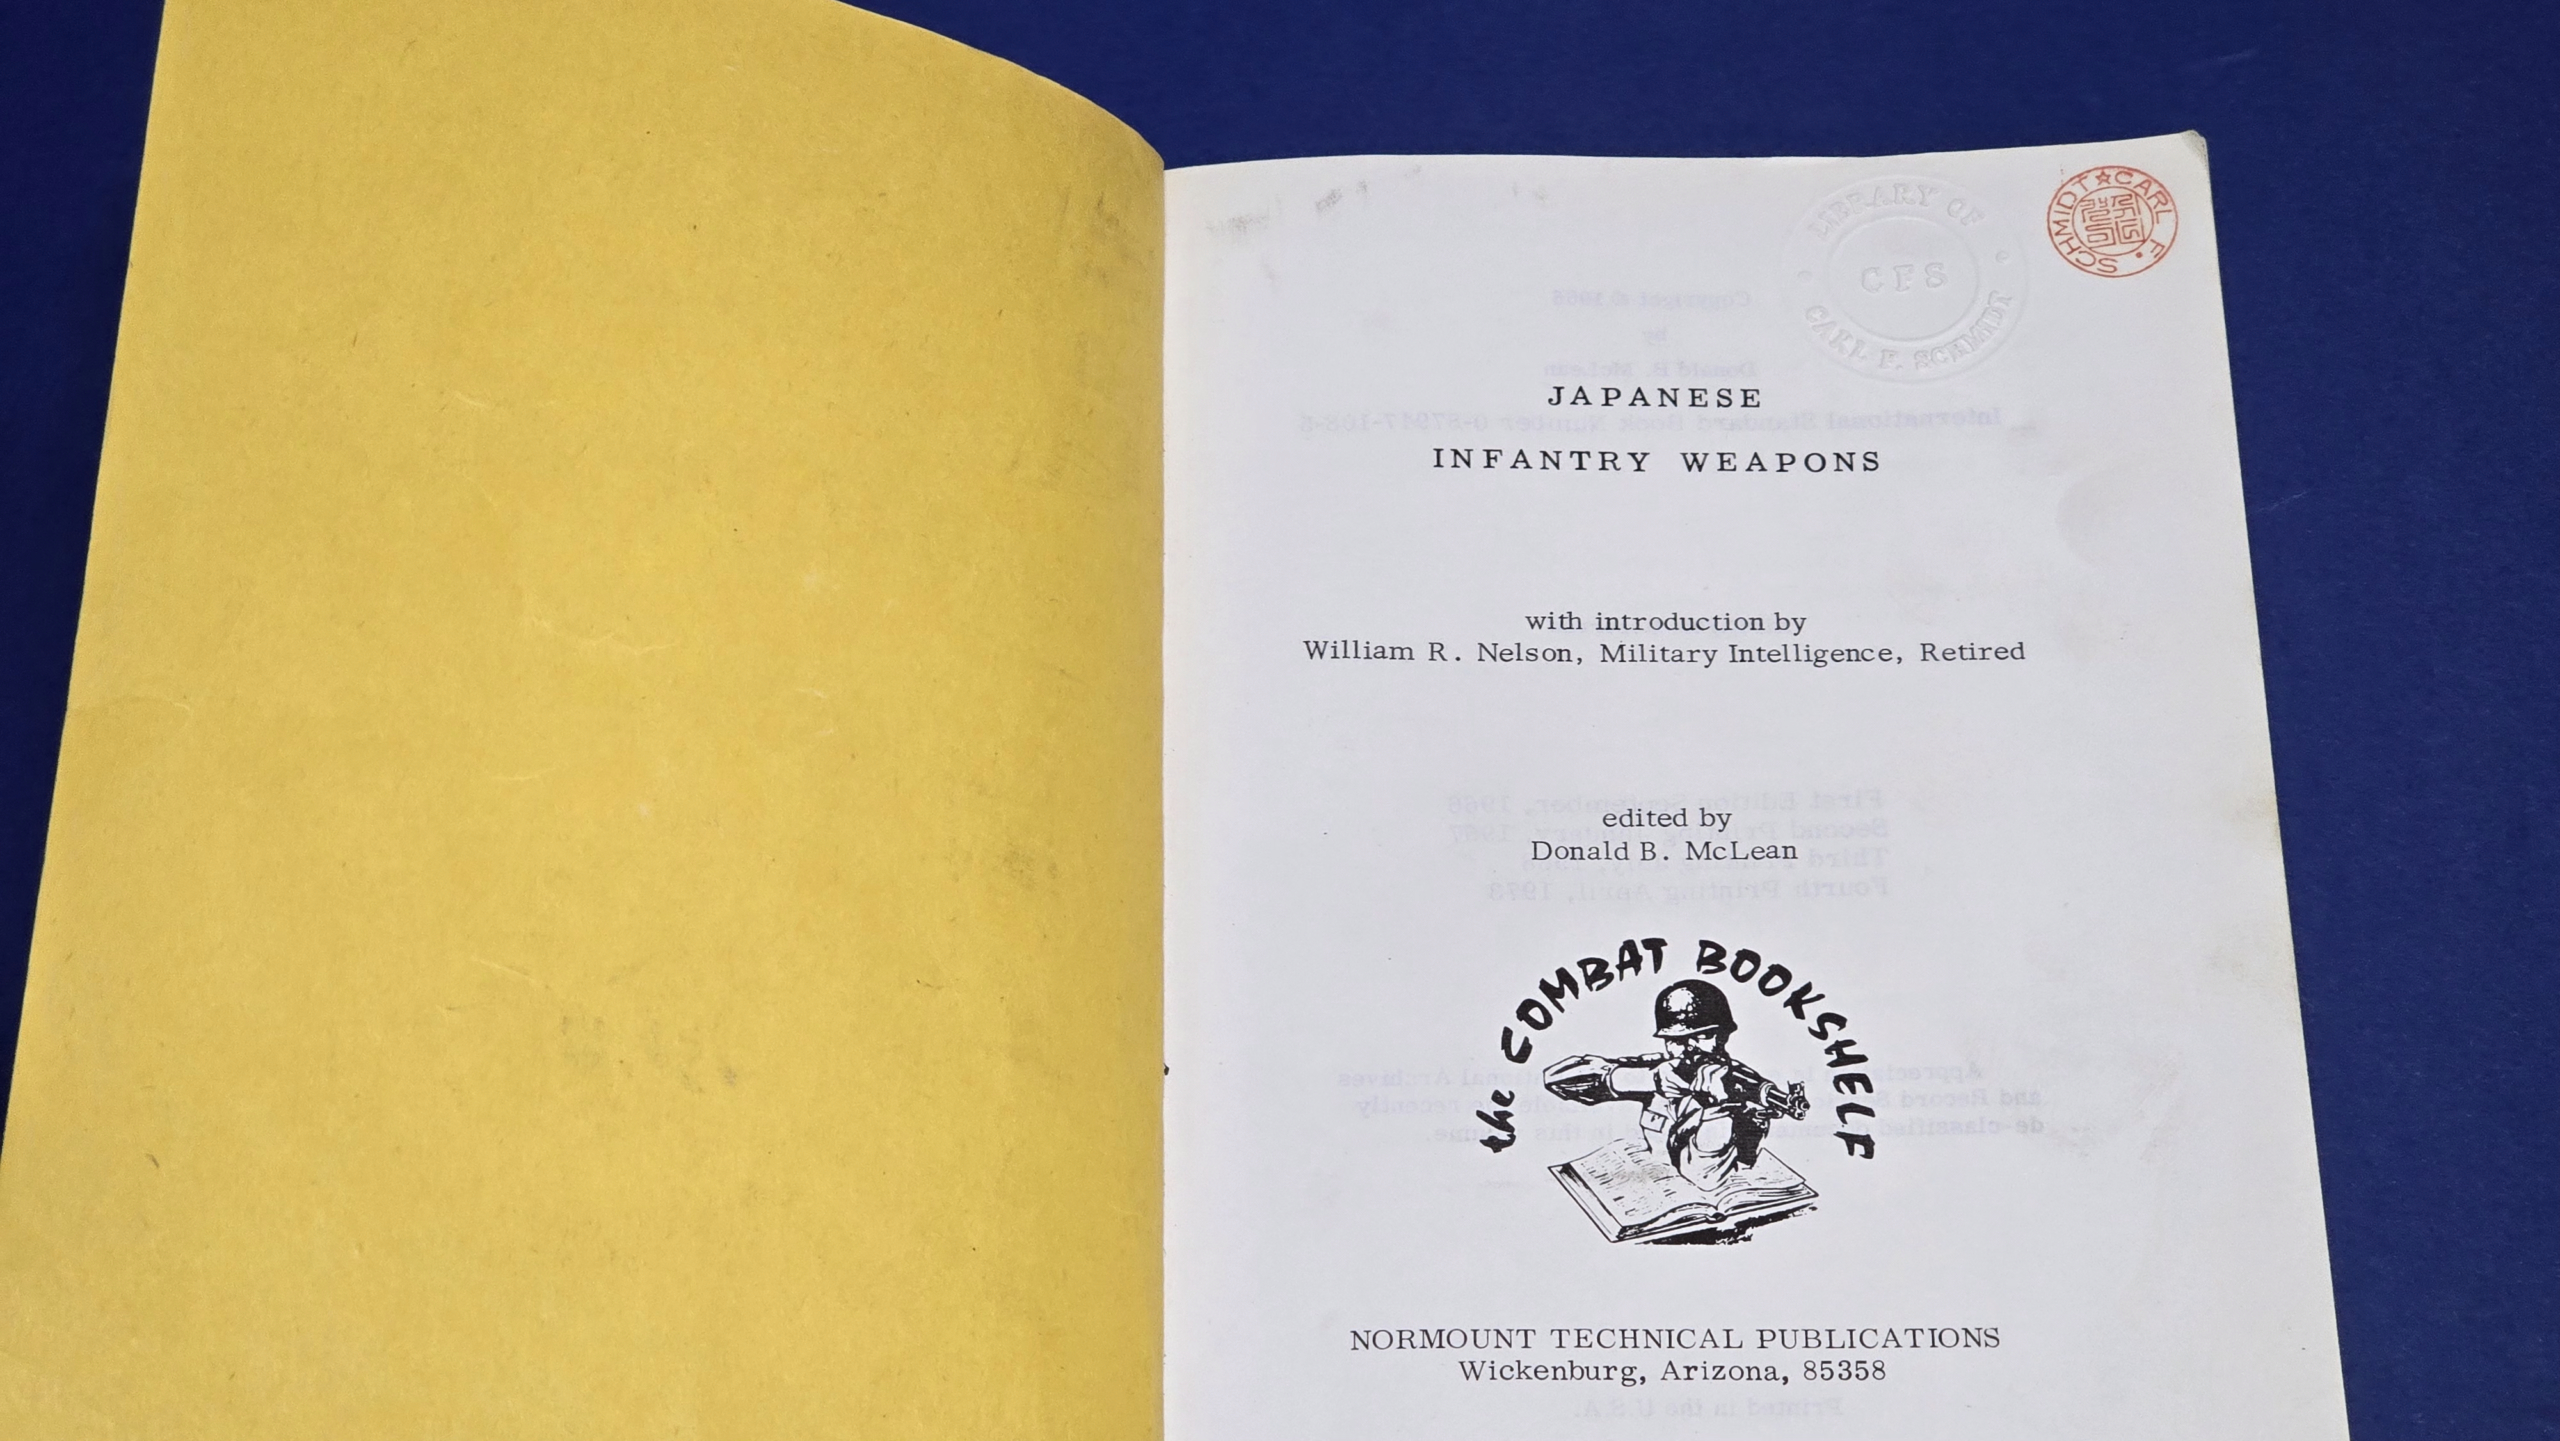 SCHMIDT ★ CARL F.
LIBRARY OF
CFS
CARL F. SCHMIDT
JAPANESE
INFANTRY WEAPONS
with introduction by
William R. Nelson, Military Intelligence, Retired
edited by
Donald B. McLean
the COMBAT BOOKSHELF
NORMOUNT TECHNICAL PUBLICATIONS
Wickenburg, Arizona, 85358